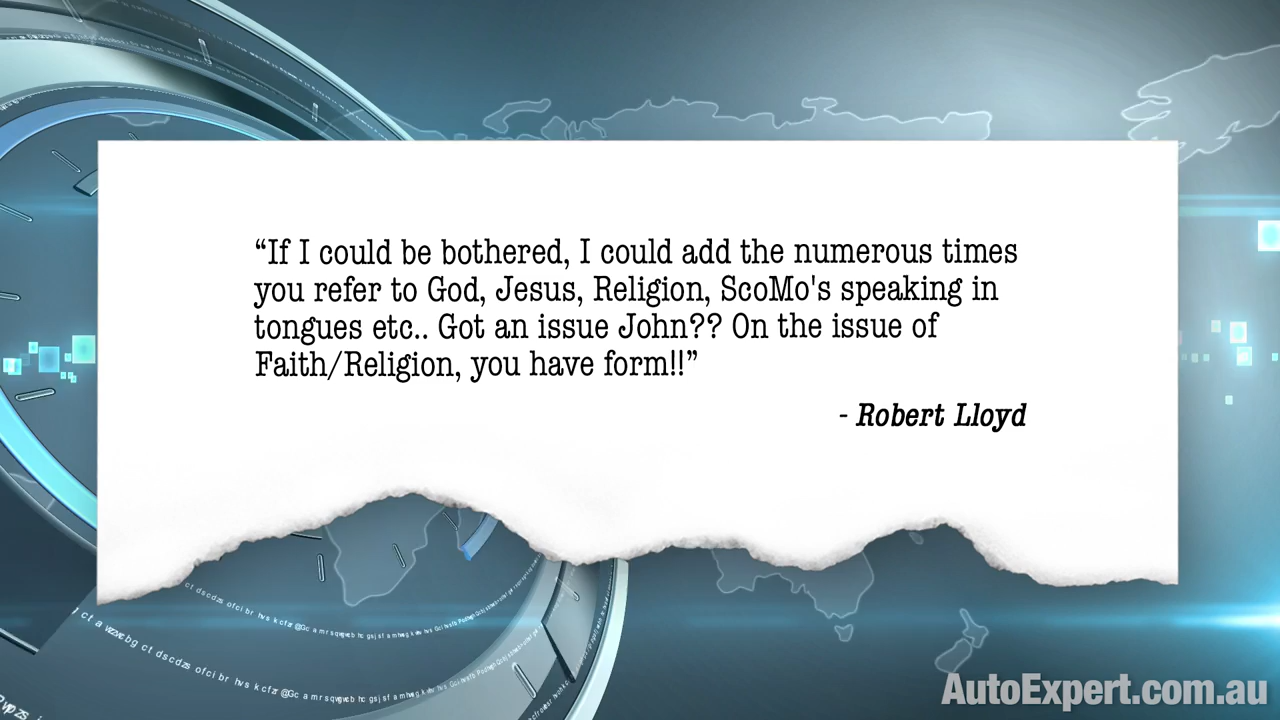 “If I could be bothered, I could add the numerous times
you refer to God, Jesus, Religion, ScoMo's speaking in
tongues etc.. Got an issue John?? On the issue of
Faith/Religion, you have form!!”
- Robert Lloyd
AutoExpert.com.au